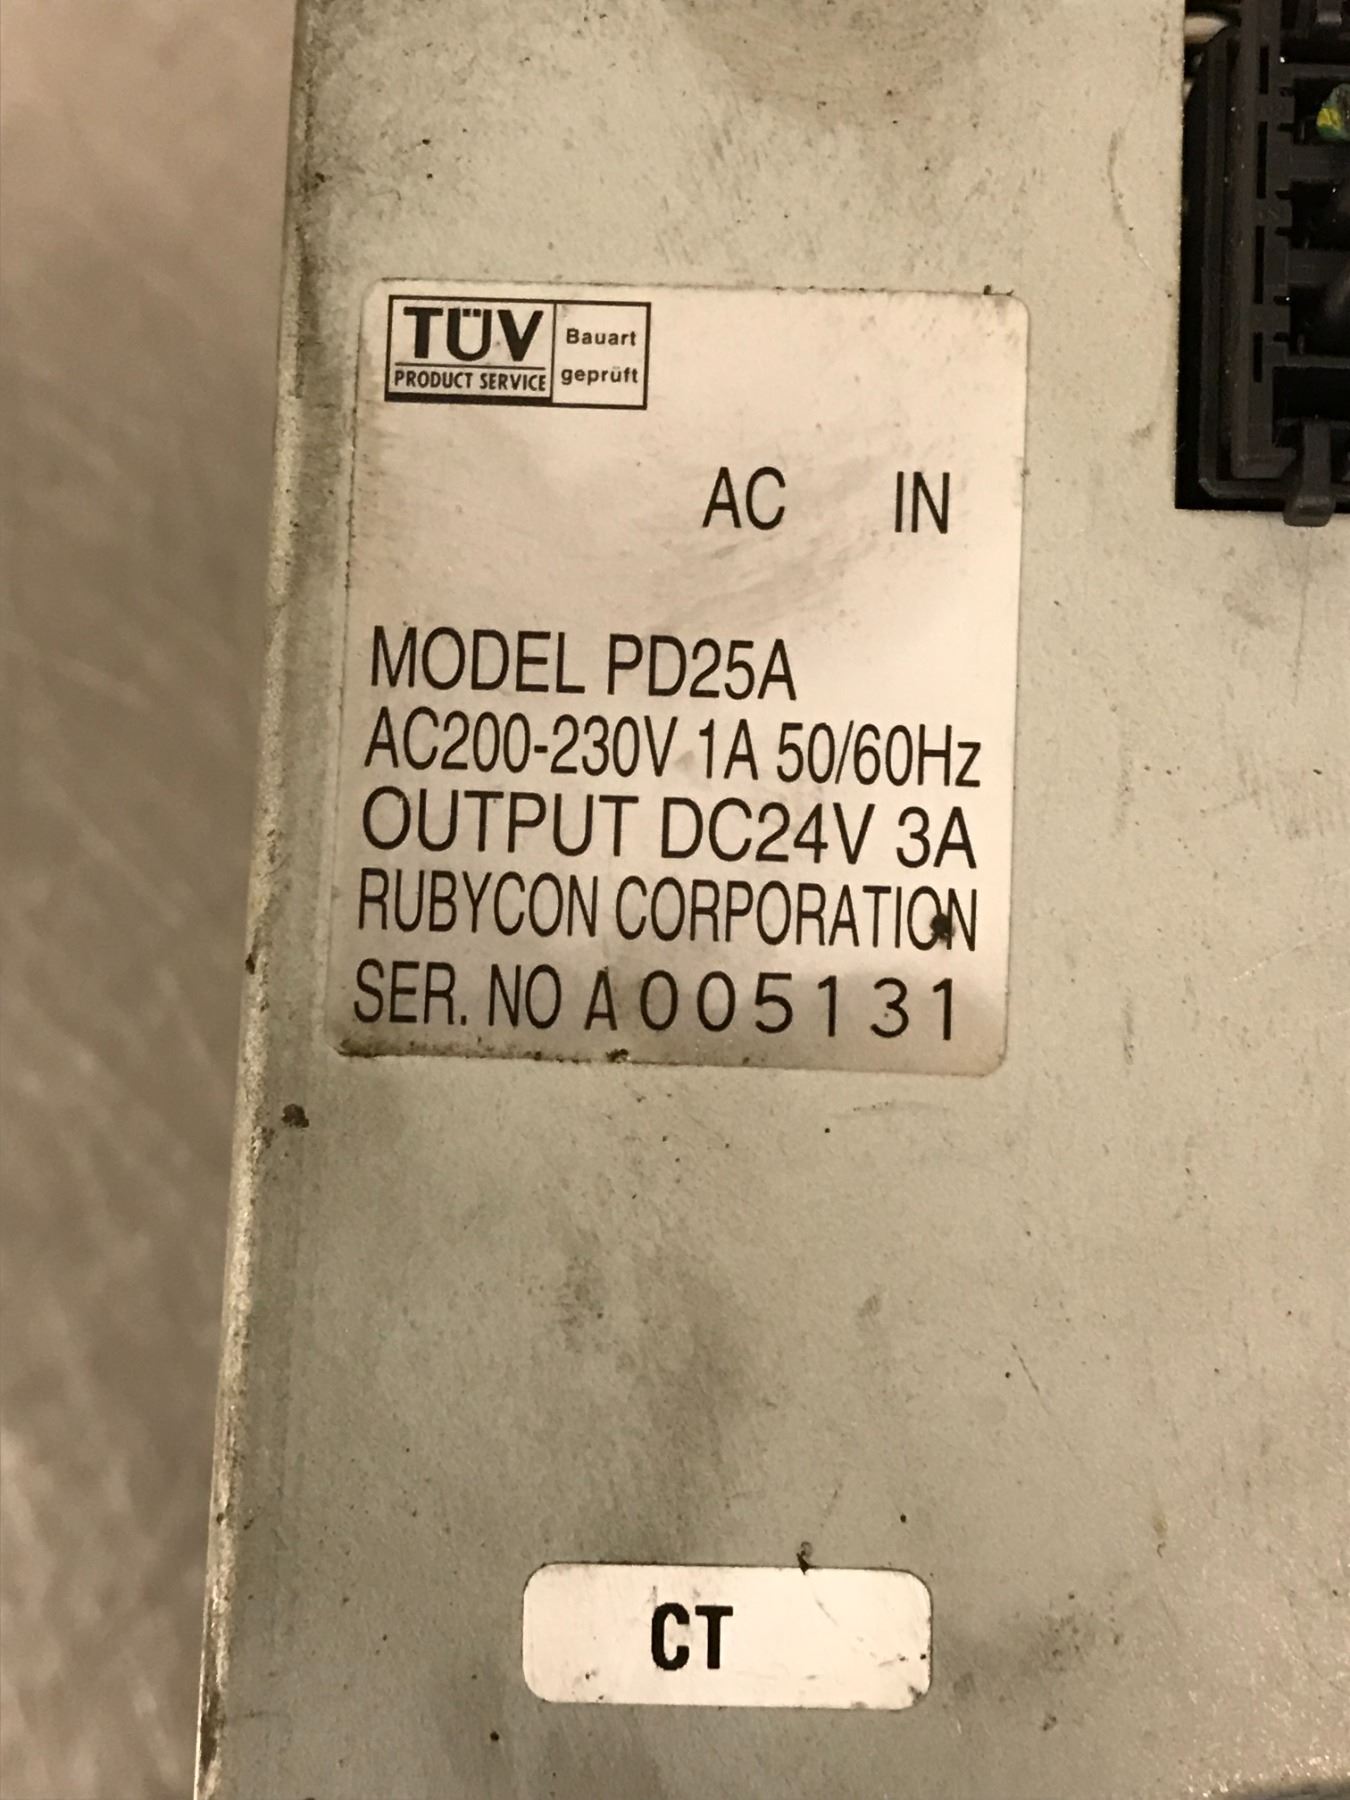 TÜV
PRODUCT SERVICE
Bauart
geprüft
AC IN
MODEL PD25A
AC200-230V 1A 50/60Hz
OUTPUT DC24V 3A
RUBYCON CORPORATION
SER. NO A005131
CT